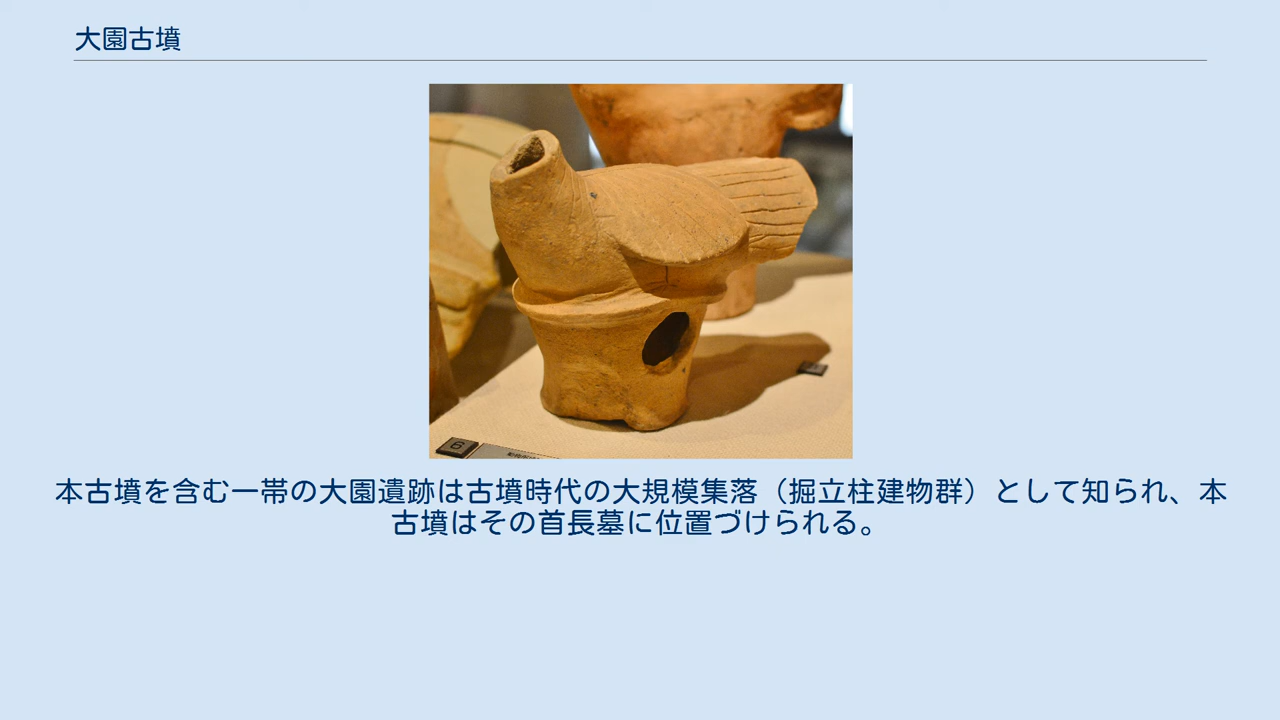 大園古墳
6
本古墳を含む一帯の大園遺跡は古墳時代の大規模集落（掘立柱建物群）として知られ、本
古墳はその首長墓に位置づけられる。